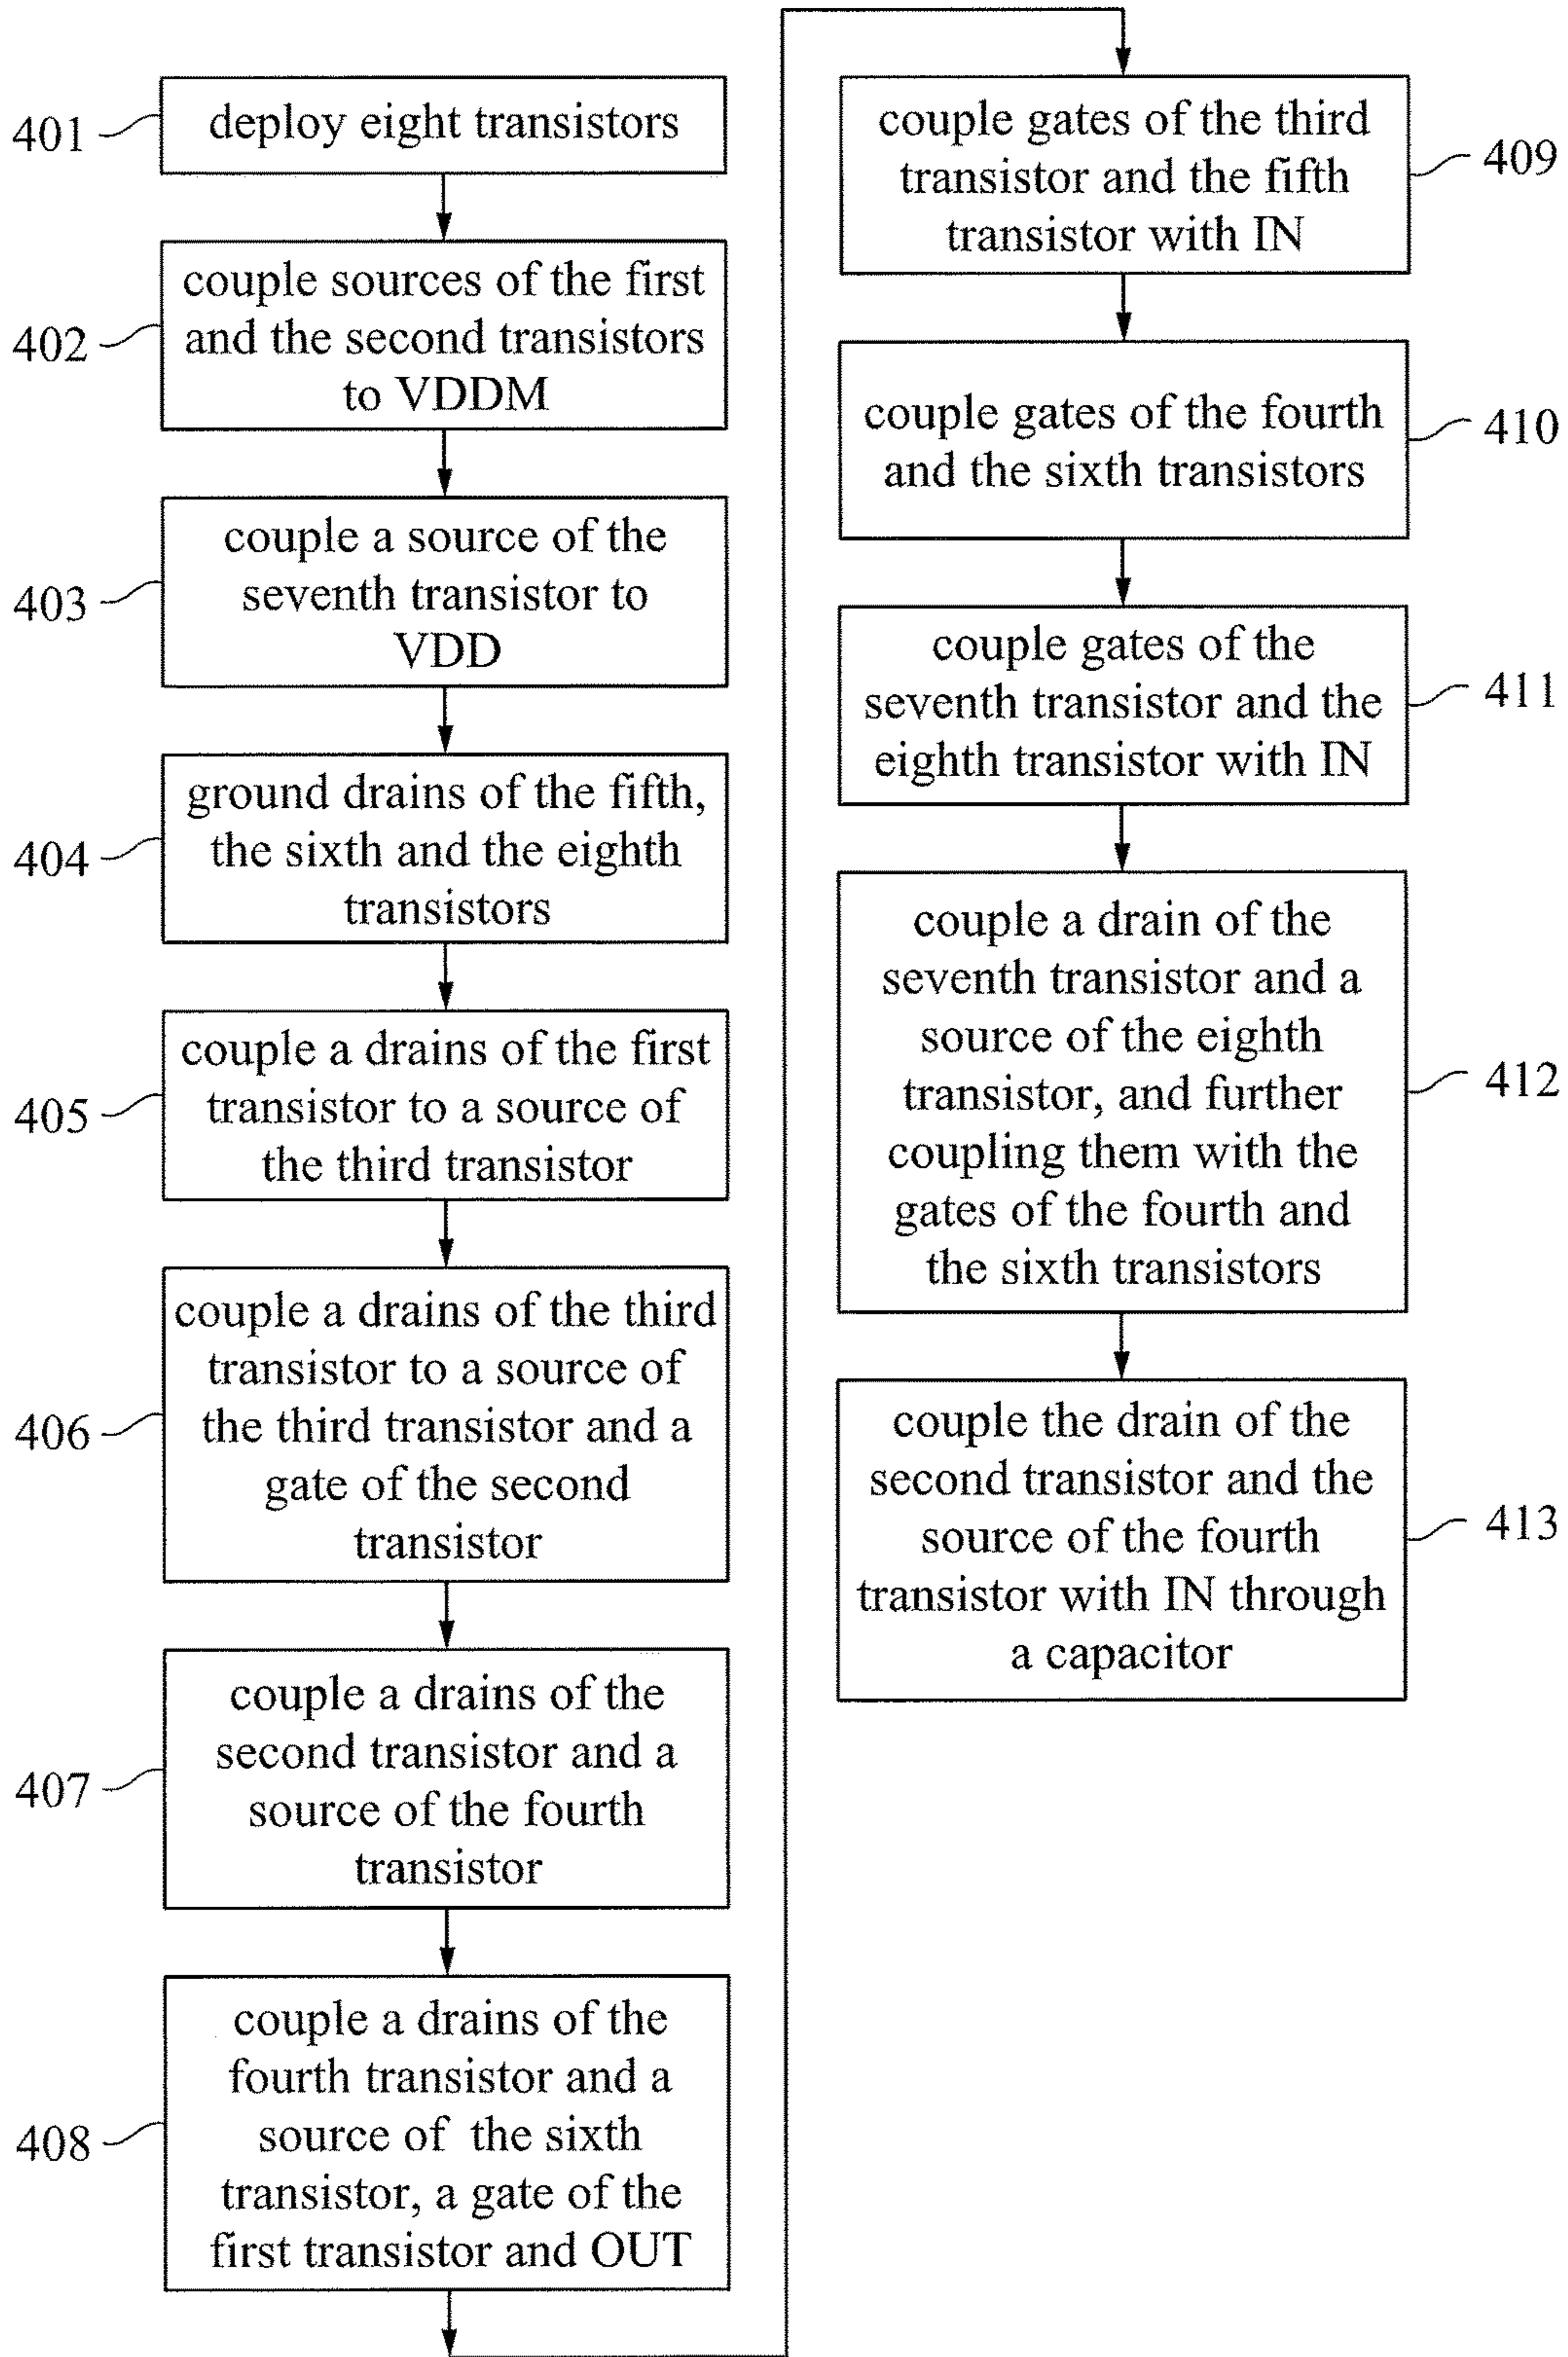 401
deploy eight transistors
402
couple sources of the first
and the second transistors
to VDDM
403
couple a source of the
seventh transistor to
VDD
404
ground drains of the fifth,
the sixth and the eighth
transistors
405
couple a drains of the first
transistor to a source of
the third transistor
406
couple a drains of the third
transistor to a source of
the third transistor and a
gate of the second
transistor
407
couple a drains of the
second transistor and a
source of the fourth
transistor
408
couple a drains of the
fourth transistor and a
source of the sixth
transistor, a gate of the
first transistor and OUT
couple gates of the third
transistor and the fifth
transistor with IN
409
couple gates of the fourth
and the sixth transistors
410
couple gates of the
seventh transistor and the
eighth transistor with IN
411
couple a drain of the
seventh transistor and a
source of the eighth
transistor, and further
coupling them with the
gates of the fourth and
the sixth transistors
412
couple the drain of the
second transistor and the
source of the fourth
transistor with IN through
a capacitor
413